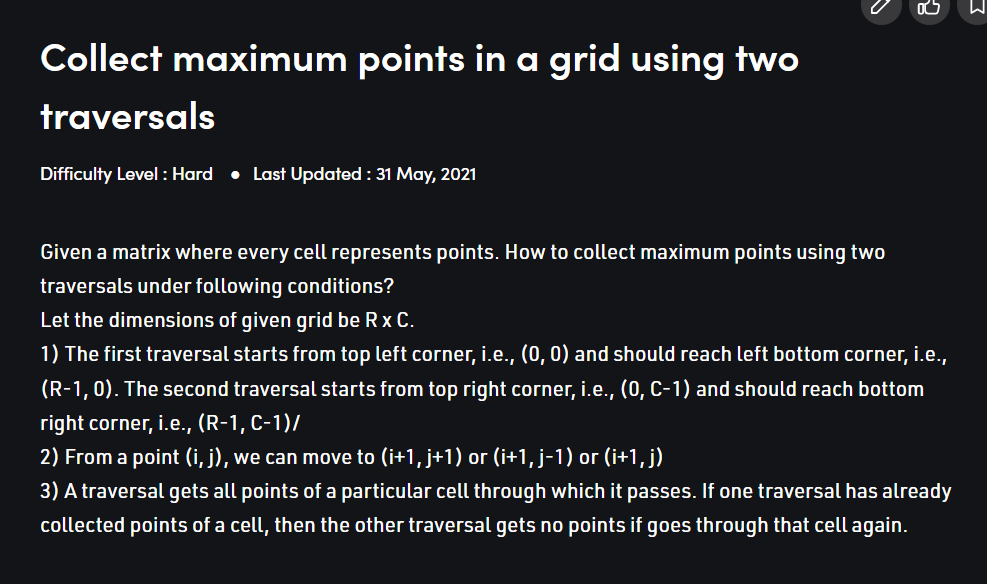 Collect maximum points in a grid using two
traversals
Difficulty Level : Hard ● Last Updated : 31 May, 2021
Given a matrix where every cell represents points. How to collect maximum points using two
traversals under following conditions?
Let the dimensions of given grid be R x C.
1) The first traversal starts from top left corner, i.e., (0, 0) and should reach left bottom corner, i.e.,
(R-1, 0). The second traversal starts from top right corner, i.e., (0, C-1) and should reach bottom
right corner, i.e., (R-1, C-1)/
2) From a point (i, j), we can move to (i+1, j+1) or (i+1, j-1) or (i+1, j)
3) A traversal gets all points of a particular cell through which it passes. If one traversal has already
collected points of a cell, then the other traversal gets no points if goes through that cell again.